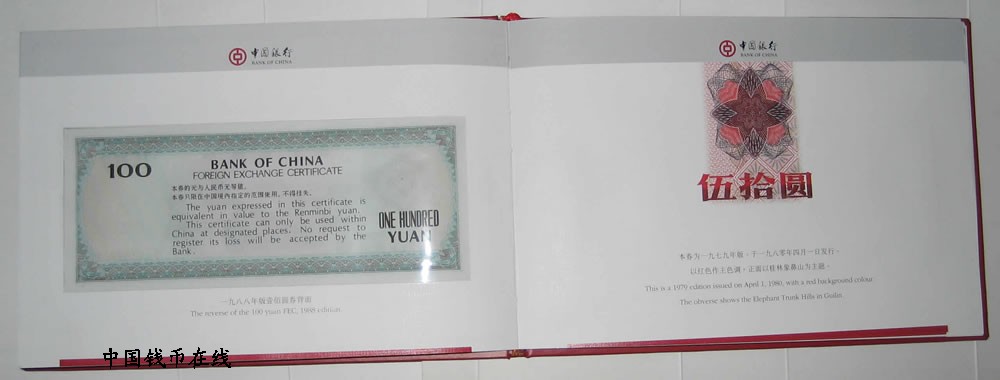 中国银行
BANK OF CHINA
100
BANK OF CHINA
FOREIGN EXCHANGE CERTIFICATE
本券的元与人民币元等值。
本券只限在中国境内指定的范围使用,不得挂失。
The yuan expressed in this certificate is
equivalent in value to the Renminbi yuan.
This certificate can only be used within
China at designated places. No request to
register its loss will be accepted by the
Bank.
ONE HUNDRED
YUAN
一九八八年版壹佰圆券背面
The reverse of the 100 yuan FEC, 1988 edition.
中国钱币在线
中国银行
BANK OF CHINA
伍拾圆
本券为一九七九年版,于一九八零年四月一日发行。
以红色作主色调,正面以桂林象鼻山为主题。
This is a 1979 edition issued on April 1, 1980, with a red background colour.
The obverse shows the Elephant Trunk Hills in Guilin.